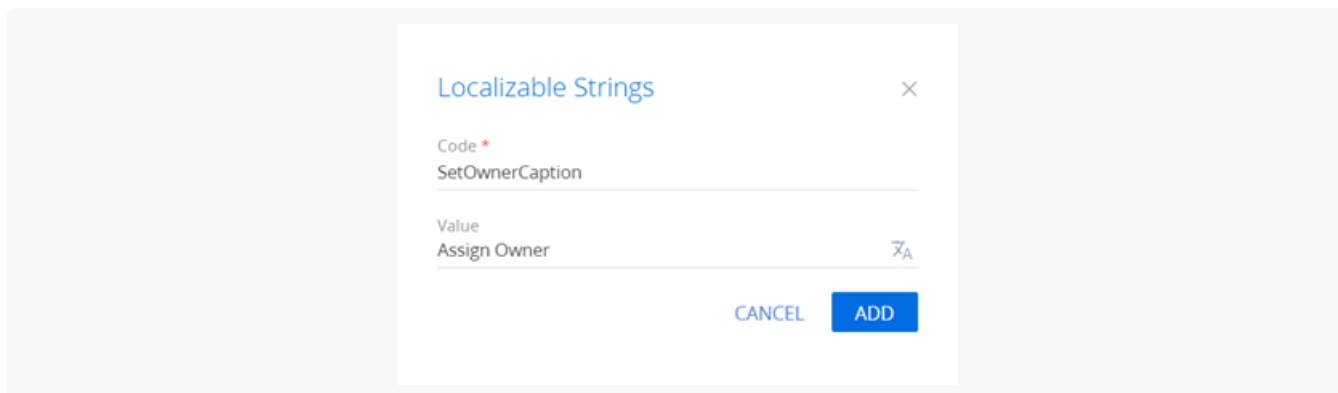 Localizable Strings
Code *
SetOwnerCaption
Value
Assign Owner
CANCEL ADD